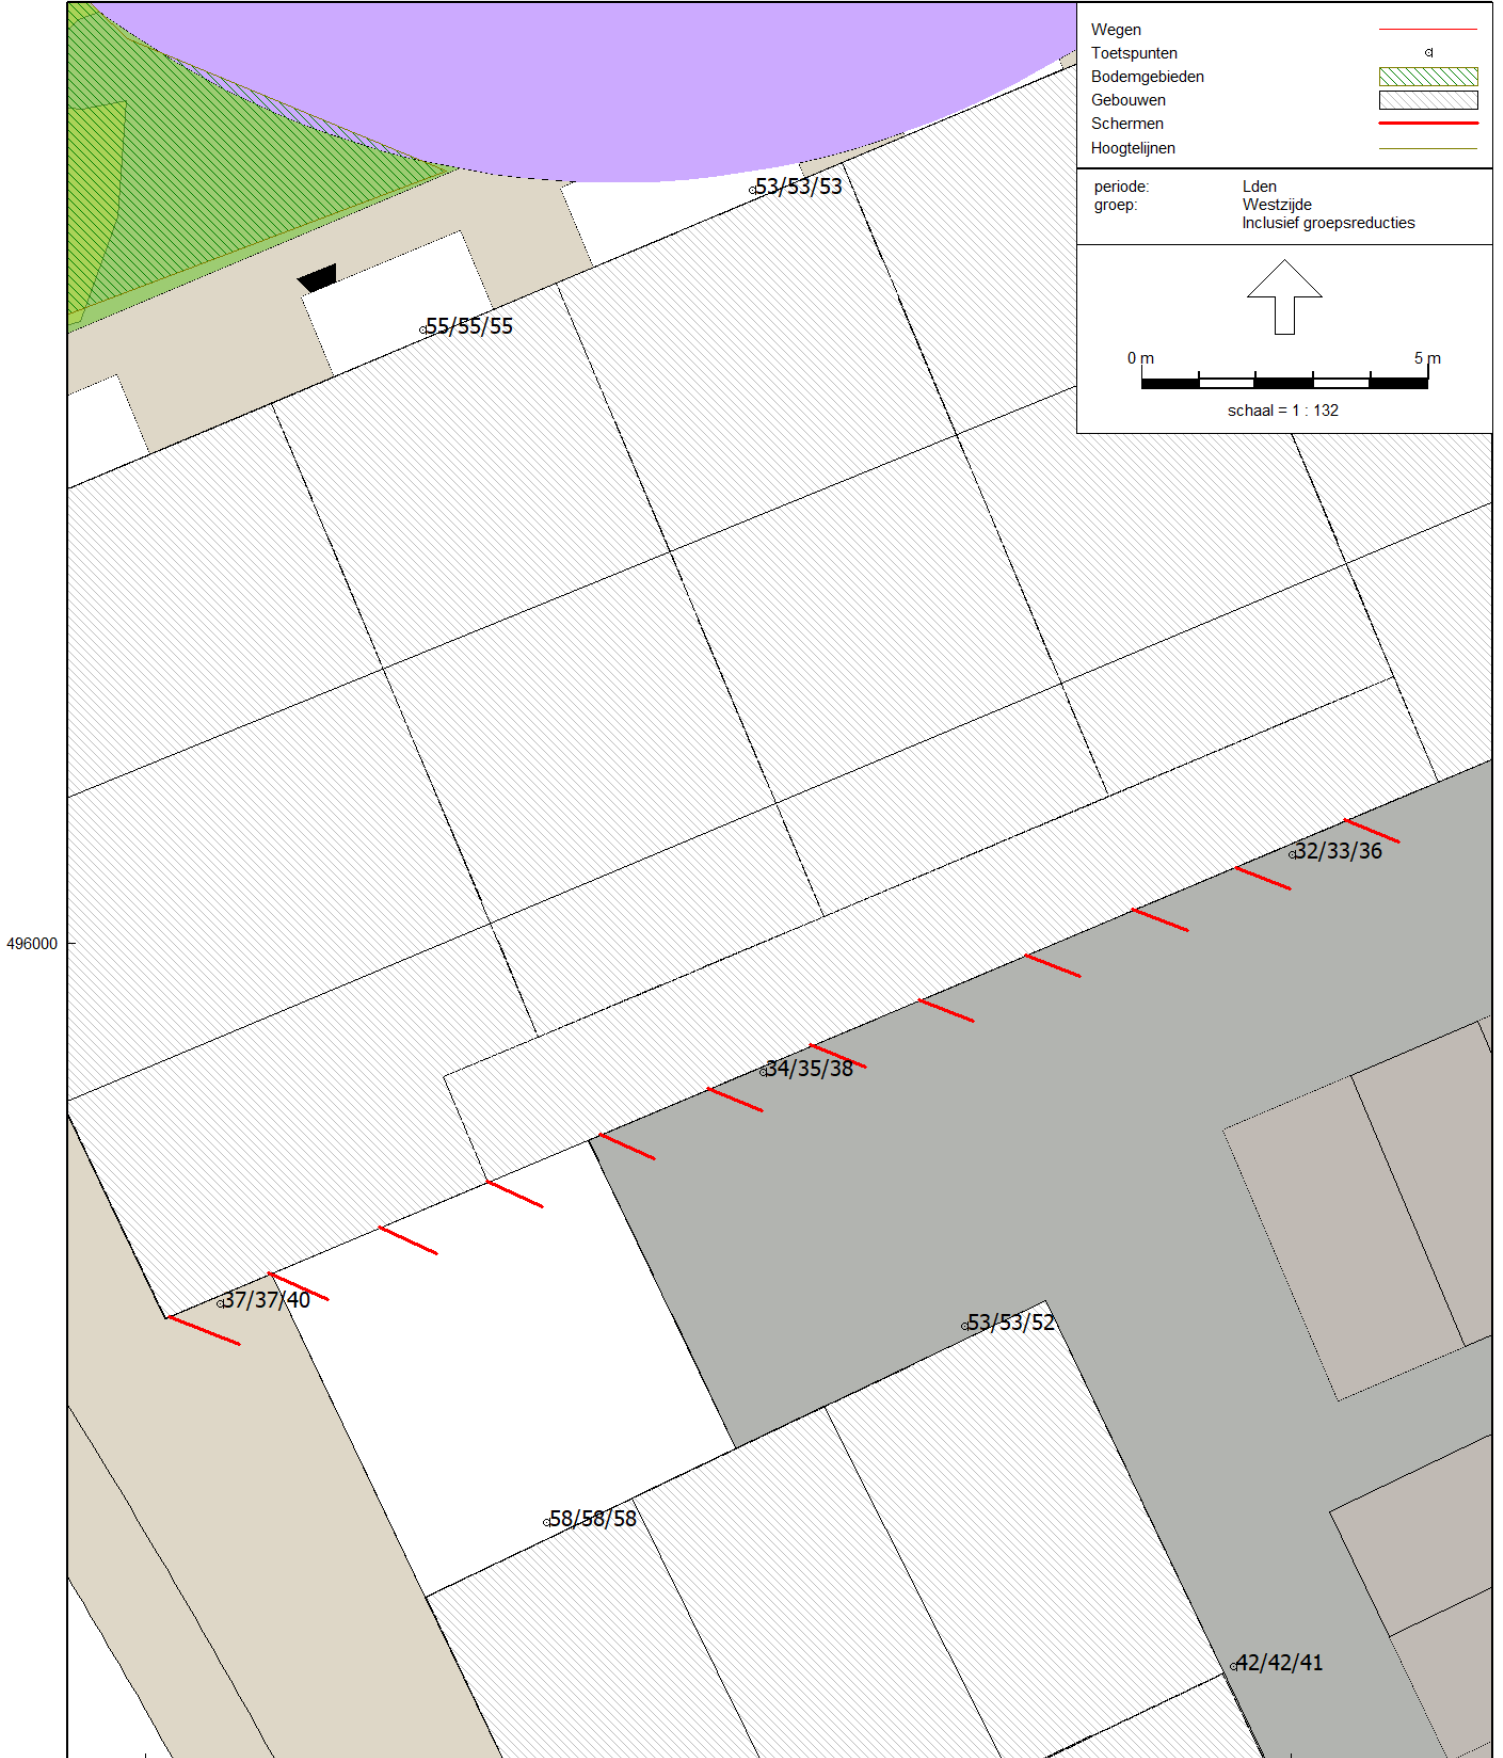 Wegen
Toetspunten
Bodemgebieden
Gebouwen
Schermen
Hoogtelijnen
periode: Lden
groep: Westzijde
Inclusief groepsreducties
0 m 5 m
schaal = 1 : 132
53/53/53
55/55/55
32/33/36
496000
34/35/38
37/37/40
53/53/52
58/58/58
42/42/41